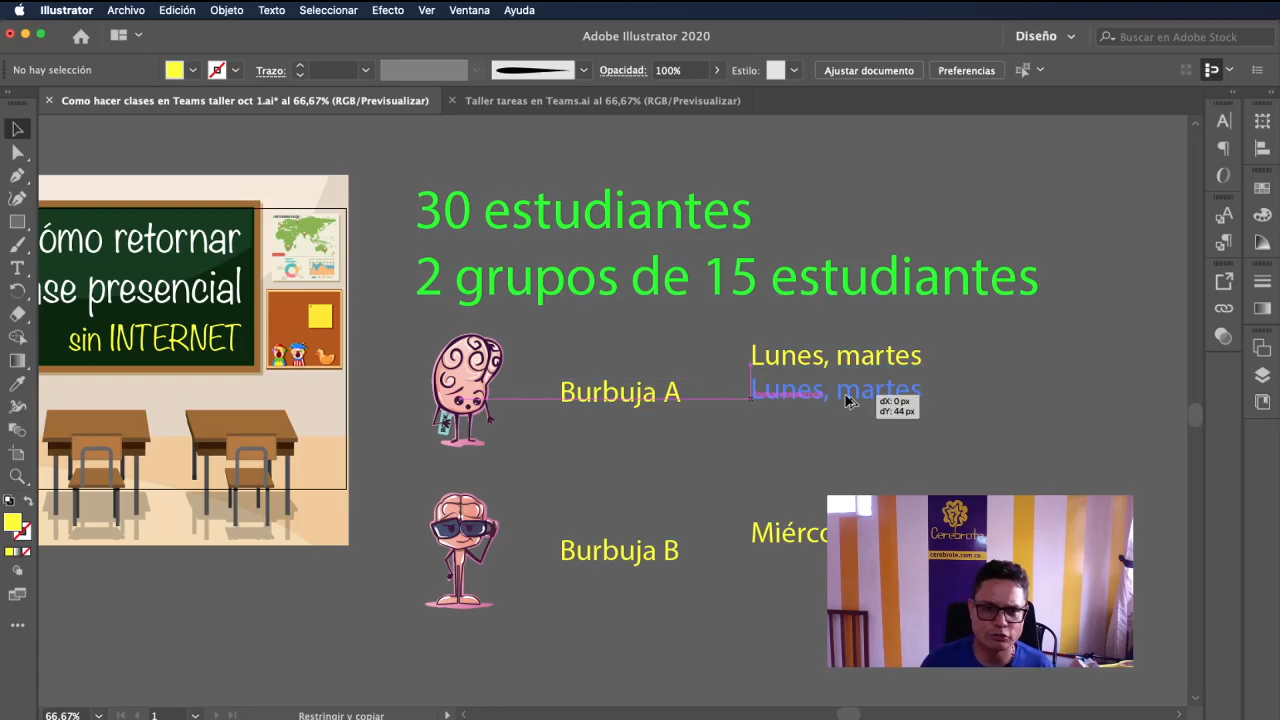 Illustrator Archivo Edición Objeto Texto Seleccionar Efecto Ver Ventana Ayuda
Adobe Illustrator 2020
Diseño
Buscar en Adobe Stock
No hay selección
Trazo:
Opacidad: 100%
Estilo:
Ajustar documento
Preferencias
Como hacer clases en Teams taller oct 1.ai* al 66,67% (RGB/Previsualizar)
Taller tareas en Teams.ai al 66,67% (RGB/Previsualizar)
30 estudiantes
2 grupos de 15 estudiantes
ómo retornar
se presencial
sin INTERNET
Lunes, martes
Lunes, martes
Burbuja A
dX: 0 px
dY: 44 px
Burbuja B
Miérco
Cerebrote
cerebrote.com.co
66,67%
1
Restringir y copiar